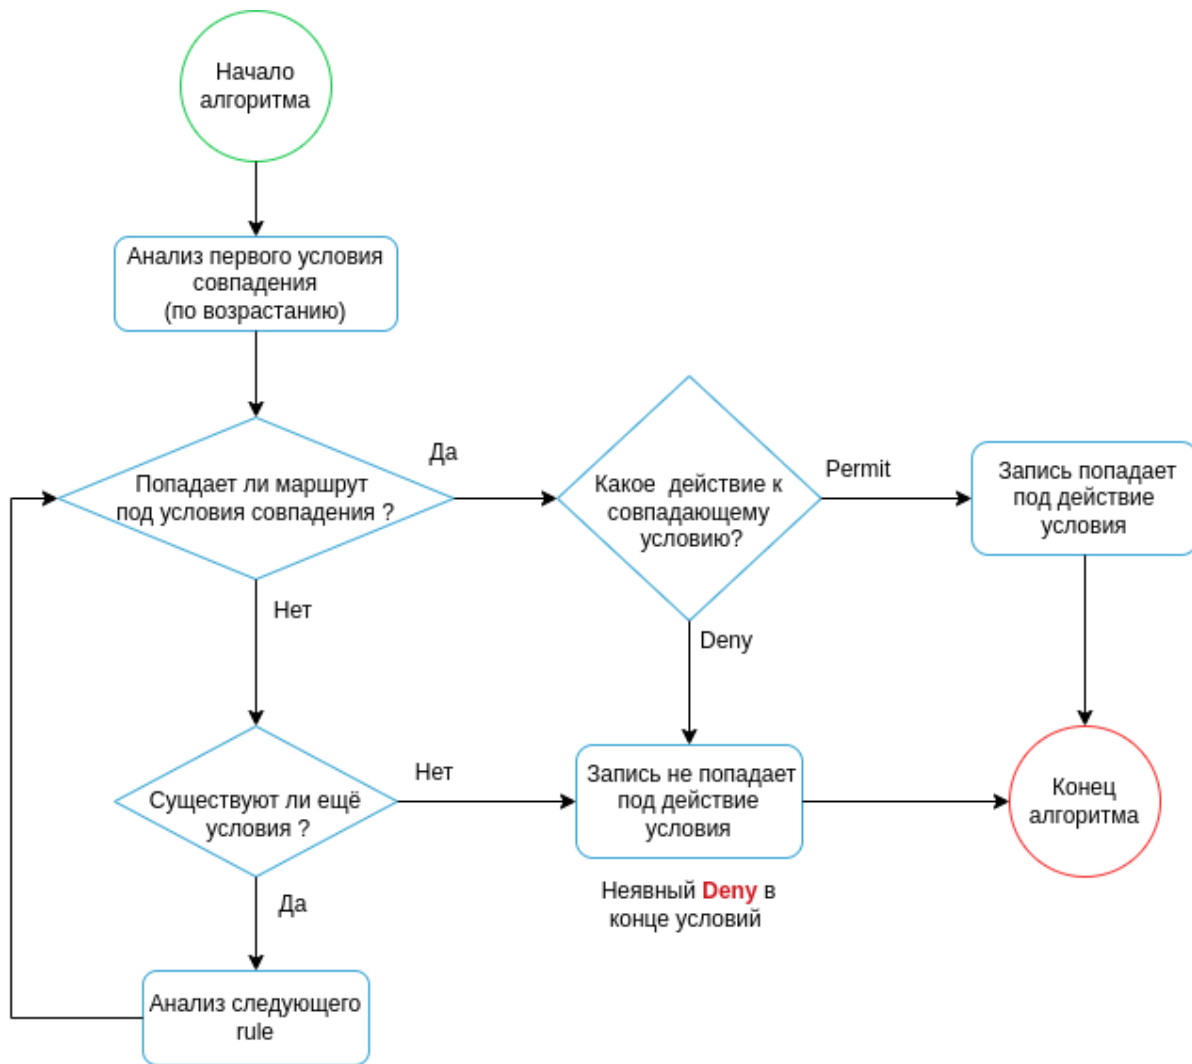 Начало
алгоритма
Анализ первого условия
совпадения
(по возрастанию)
Попадает ли маршрут
под условия совпадения ?
Да
Какое действие к
совпадающему
условию?
Permit
Запись попадает
под действие
условия
Нет
Deny
Существуют ли ещё
условия ?
Нет
Запись не попадает
под действие
условия
Конец
алгоритма
Неявный Deny в
конце условий
Да
Анализ следующего
rule